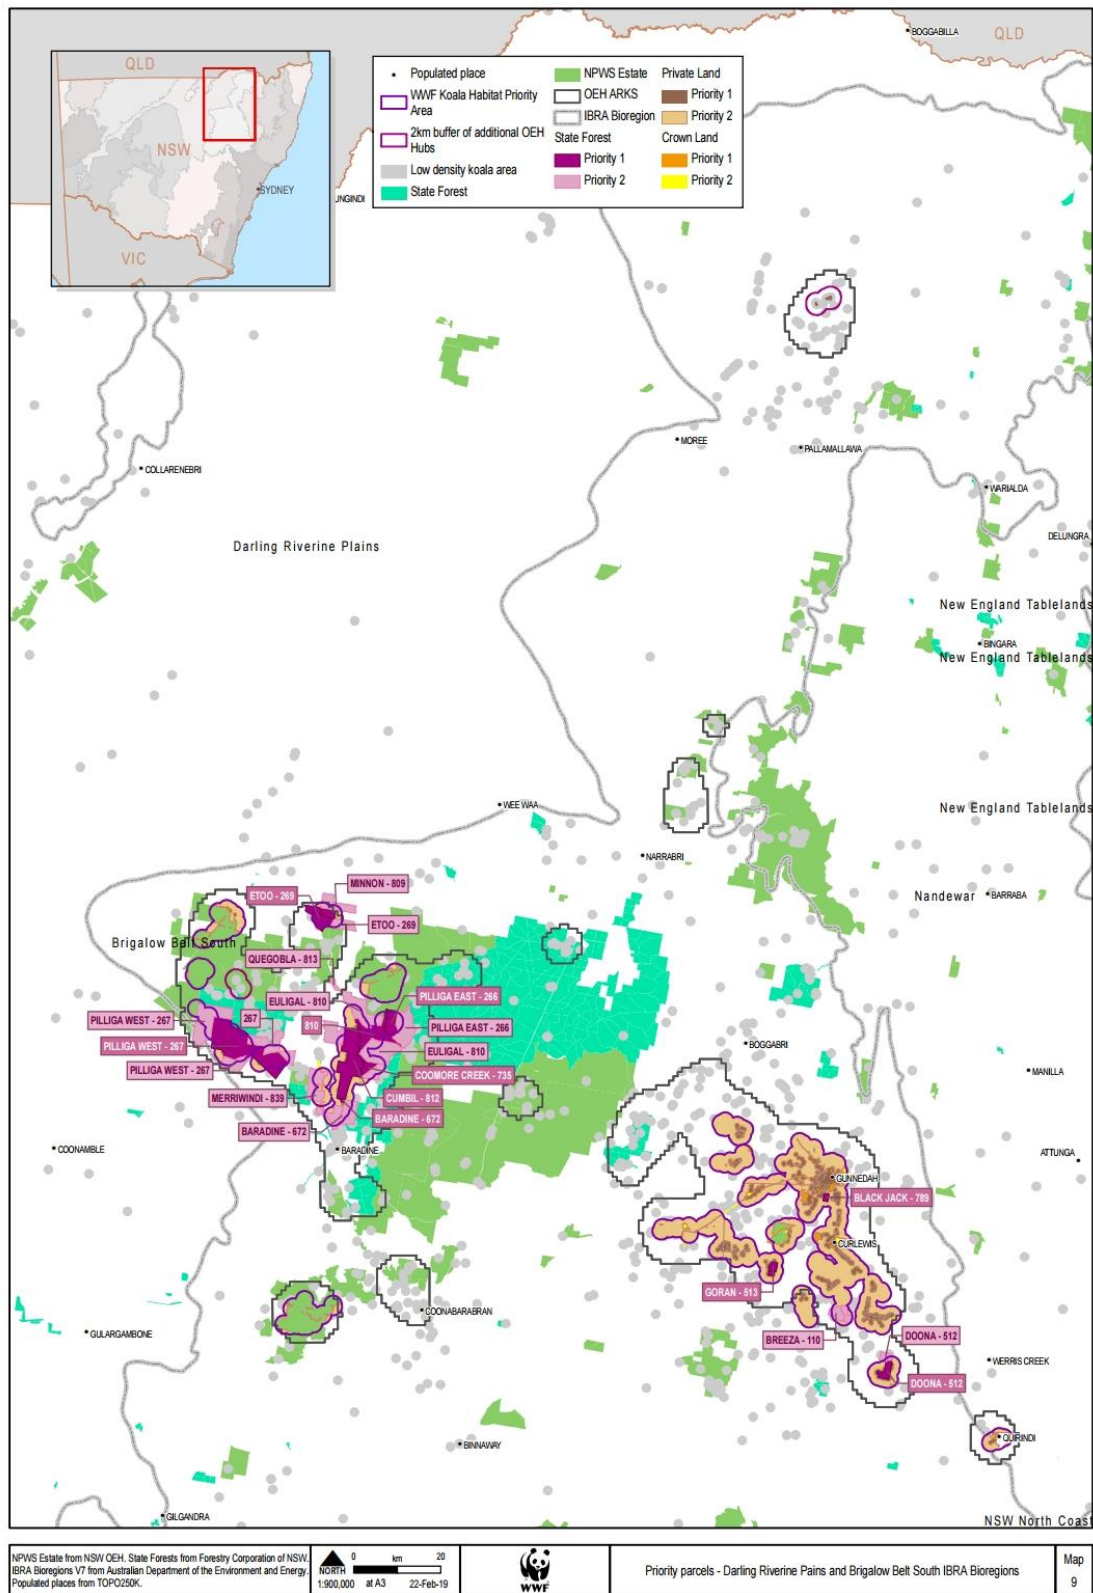 BOGGABILLA
QLD
QLD
NSW
SYDNEY
VIC
Populated place
WWF Koala Habitat Priority
Area
2km buffer of additional OEH
Hubs
Low density koala area
State Forest
NPWS Estate
OEH ARKS
IBRA Bioregion
State Forest
Priority 1
Priority 2
Private Land
Priority 1
Priority 2
Crown Land
Priority 1
Priority 2
UNGINDI
MOREE
PALLAMALLAWA
COLLARENEBRI
WARIALDA
DELUNGRA
Darling Riverine Plains
New England Tablelands
BINGARA
New England Tablelands
WEE WAA
New England Tablelands
NARRABRI
MINNON - 809
ETOO - 269
Nandewar
BARRABA
ETOO - 269
Brigalow Belt South
QUEGOBLA - 813
EULIGAL - 810
PILLIGA EAST - 266
PILLIGA WEST - 267
267
810
PILLIGA EAST - 266
PILLIGA WEST - 267
EULIGAL - 810
BOGGABRI
PILLIGA WEST - 267
COOMORE CREEK - 735
MANILLA
MERRIWINDI - 839
CUMBIL - 812
BARADINE - 672
BARADINE - 672
COONAMBLE
BARADINE
ATTUNGA
GUNNEDAH
BLACK JACK - 789
CURLEWIS
GORAN - 513
COONABARABRAN
GULARGAMBONE
BREEZA - 110
DOONA - 512
WERRIS CREEK
DOONA - 512
QUIRINDI
BINNAWAY
GILGANDRA
NSW North Coast
NPWS Estate from NSW OEH. State Forests from Forestry Corporation of NSW.
IBRA Bioregions V7 from Australian Department of the Environment and Energy.
Populated places from TOPO250K.
NORTH
0 km 20
1:900,000 at A3 22-Feb-19
WWF
Priority parcels - Darling Riverine Pains and Brigalow Belt South IBRA Bioregions
Map
9